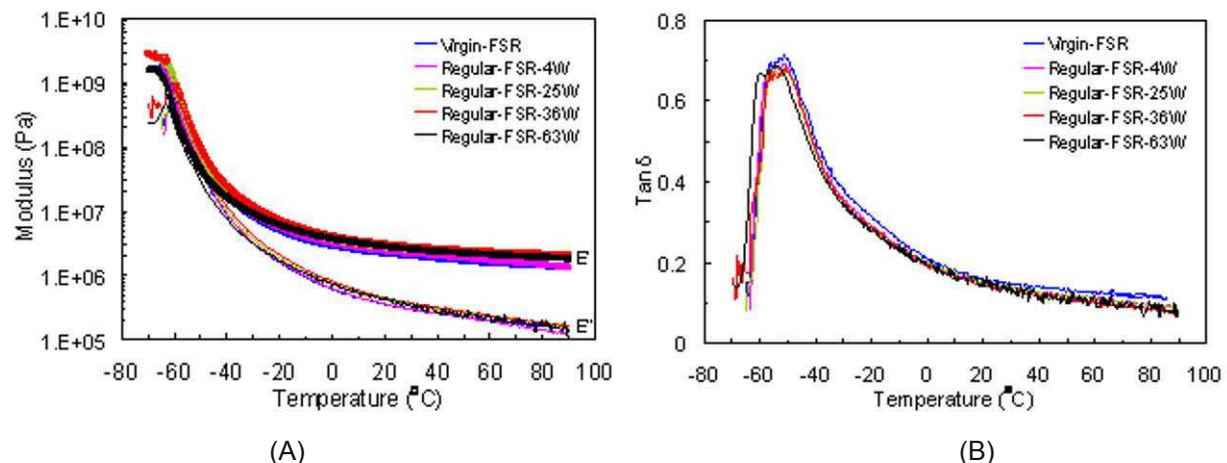 1.E+10
1.E+09
1.E+08
1.E+07
1.E+06
1.E+05
Modulus (Pa)
Virgin-FSR
Regular-FSR-4W
Regular-FSR-25W
Regular-FSR-36W
Regular-FSR-63W
E'
E"
-80 -60 -40 -20 0 20 40 60 80 100
Temperature (°C)
(A)
0.8
0.6
0.4
0.2
0
Tan δ
Virgin-FSR
Regular-FSR-4W
Regular-FSR-25W
Regular-FSR-36W
Regular-FSR-63W
-80 -60 -40 -20 0 20 40 60 80 100
Temperature (°C)
(B)